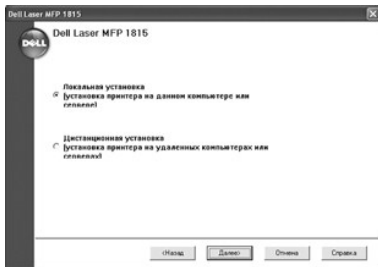 Dell Laser MFP 1815
DELL
Dell Laser MFP 1815
Локальная установка
[установка принтера на данном компьютере или
сервере]
Дистанционная установка
[установка принтера на удаленных компьютерах или
серверах]
<Назад
Далее>
Отмена
Справка